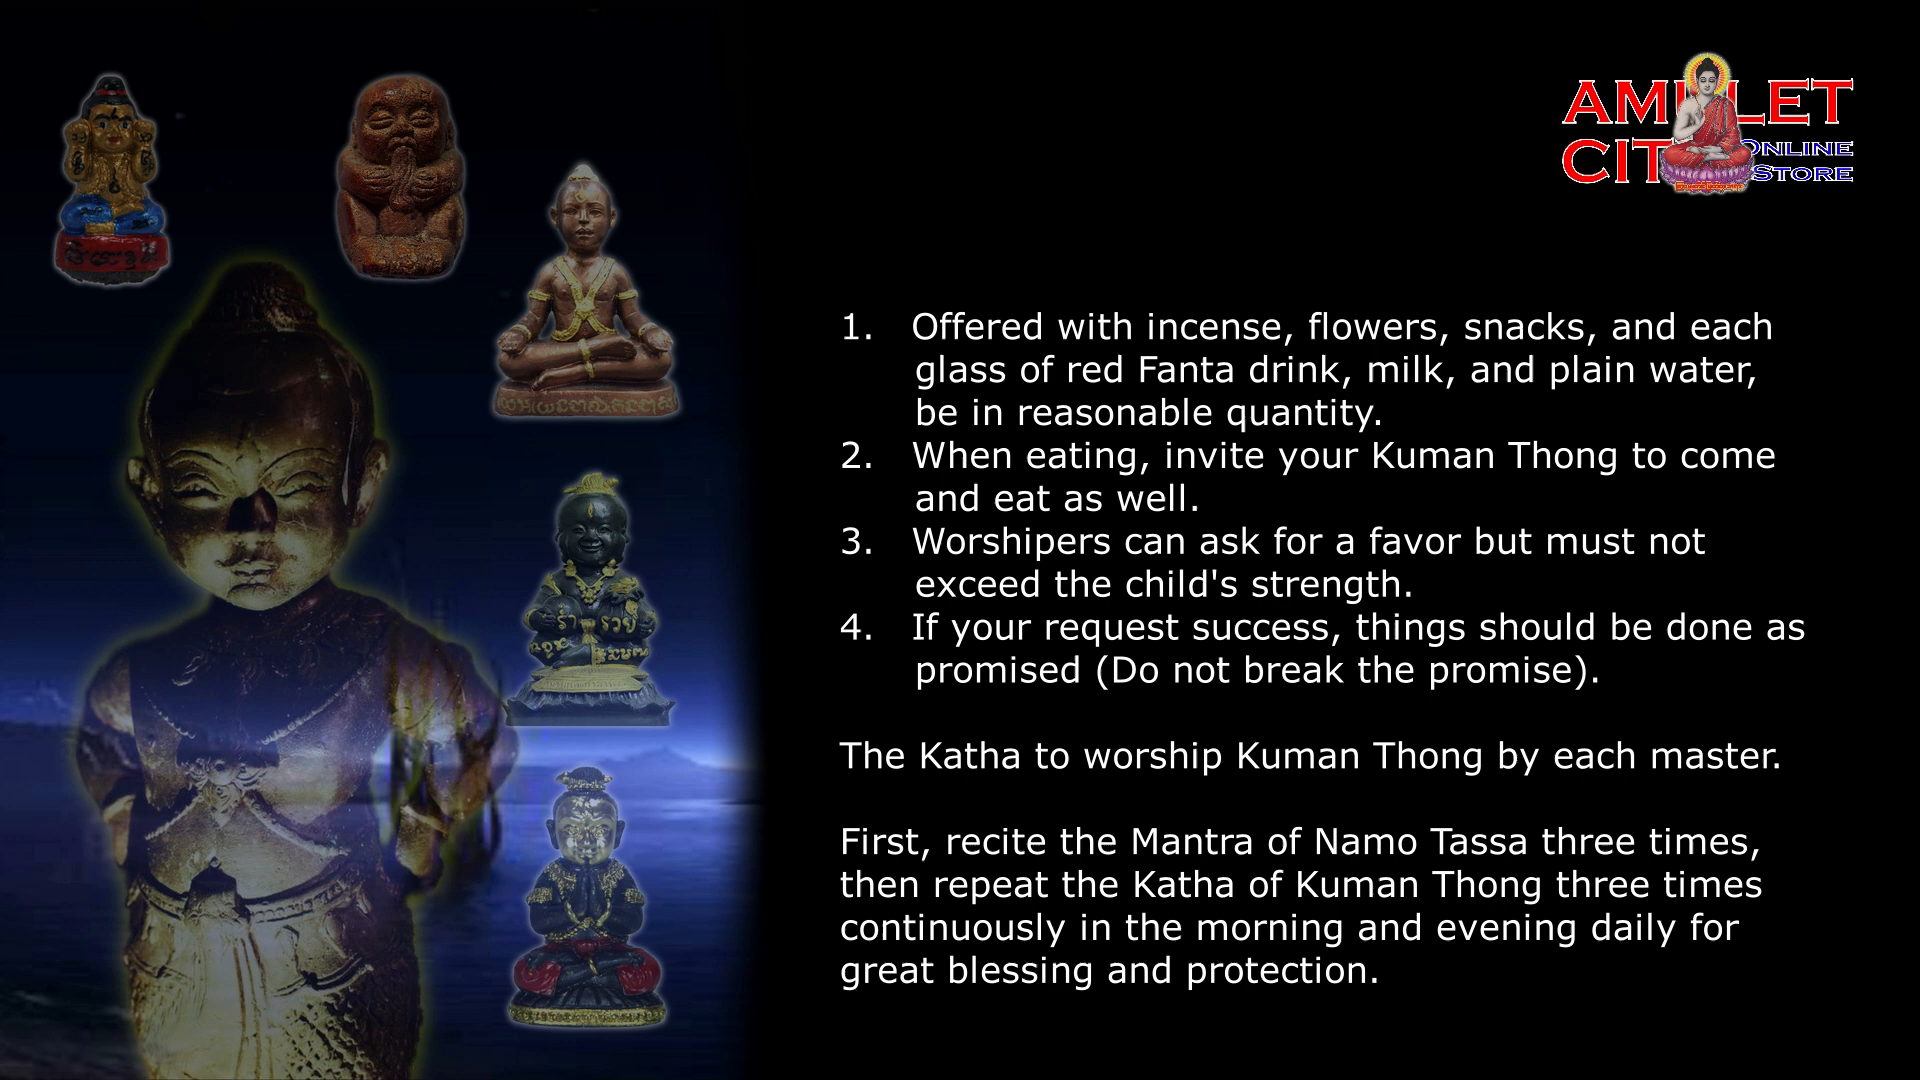 AMULET
CITY ONLINE
STORE
1. Offered with incense, flowers, snacks, and each
glass of red Fanta drink, milk, and plain water,
be in reasonable quantity.
2. When eating, invite your Kuman Thong to come
and eat as well.
3. Worshipers can ask for a favor but must not
exceed the child's strength.
4. If your request success, things should be done as
promised (Do not break the promise).
The Katha to worship Kuman Thong by each master.
First, recite the Mantra of Namo Tassa three times,
then repeat the Katha of Kuman Thong three times
continuously in the morning and evening daily for
great blessing and protection.
ร่ำ รวย